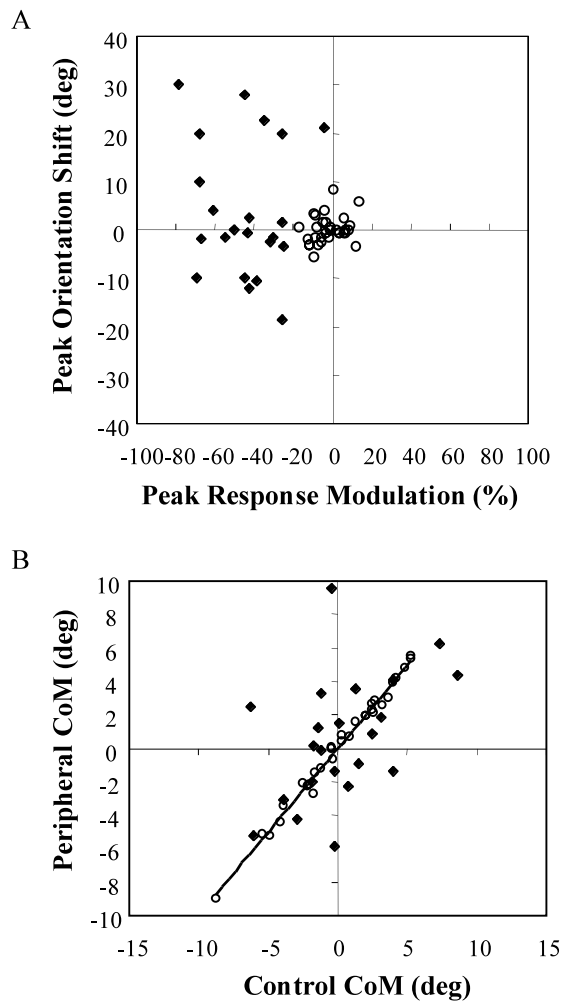 A
Peak Orientation Shift (deg)
40
30
20
10
0
-10
-20
-30
-40
-100 -80 -60 -40 -20 0 20 40 60 80 100
Peak Response Modulation (%)
B
Peripheral CoM (deg)
10
8
6
4
2
0
-2
-4
-6
-8
-10
-15 -10 -5 0 5 10 15
Control CoM (deg)